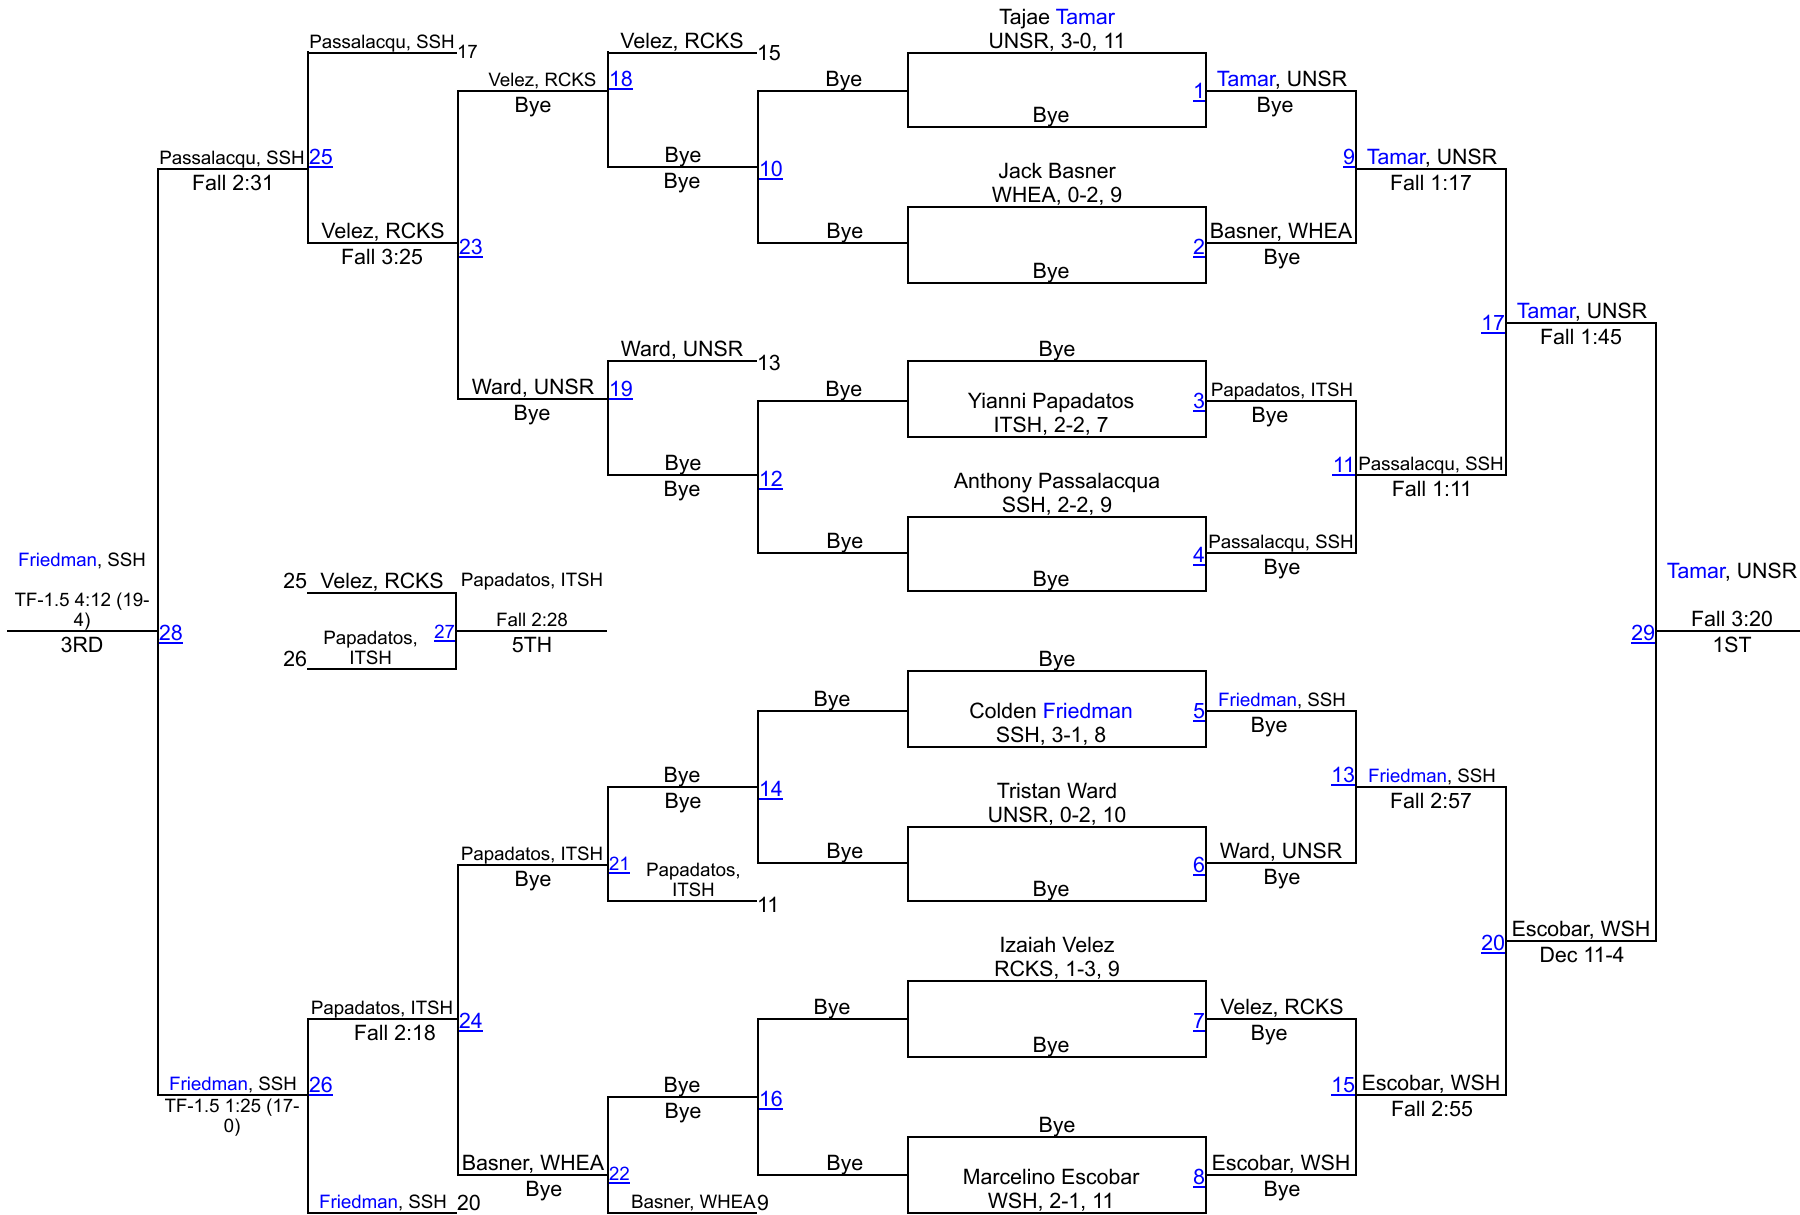 Tajae Tamar
UNSR, 3-0, 11
Passalacqu, SSH
17
Velez, RCKS
15
Velez, RCKS
18
Bye
Bye
1
Tamar, UNSR
Bye
Bye
Bye
Passalacqu, SSH
25
Fall 2:31
Bye
Bye
10
Jack Basner
WHEA, 0-2, 9
9
Tamar, UNSR
Fall 1:17
Velez, RCKS
23
Fall 3:25
Bye
2
Basner, WHEA
Bye
Bye
Tamar, UNSR
17
Fall 1:45
Ward, UNSR
13
Bye
Ward, UNSR
19
Bye
Bye
Yianni Papadatos
ITSH, 2-2, 7
3
Papadatos, ITSH
Bye
Bye
Bye
12
Anthony Passalacqua
SSH, 2-2, 9
11
Passalacqu, SSH
Fall 1:11
Bye
4
Passalacqu, SSH
Bye
Bye
Friedman, SSH
TF-1.5 4:12 (19-
4)
28
3RD
25
Velez, RCKS
Papadatos, ITSH
Fall 2:28
27
5TH
26
Papadatos,
ITSH
Tamar, UNSR
Fall 3:20
29
1ST
Bye
Bye
Colden Friedman
SSH, 3-1, 8
5
Friedman, SSH
Bye
Bye
Bye
14
Tristan Ward
UNSR, 0-2, 10
13
Friedman, SSH
Fall 2:57
Papadatos, ITSH
21
Bye
Papadatos,
ITSH
11
Bye
6
Ward, UNSR
Bye
Bye
Izaiah Velez
RCKS, 1-3, 9
20
Escobar, WSH
Dec 11-4
Papadatos, ITSH
24
Fall 2:18
Bye
7
Velez, RCKS
Bye
Bye
Friedman, SSH
26
TF-1.5 1:25 (17-
0)
Bye
Bye
16
15
Escobar, WSH
Fall 2:55
Bye
Basner, WHEA
22
Bye
Bye
Marcelino Escobar
WSH, 2-1, 11
8
Escobar, WSH
Bye
Friedman, SSH
20
Basner, WHEA
9